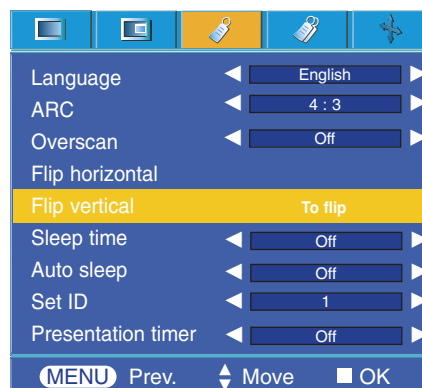 Language English
ARC 4 : 3
Overscan Off
Flip horizontal
Flip vertical To flip
Sleep time Off
Auto sleep Off
Set ID 1
Presentation timer Off
MENU Prev. Move OK